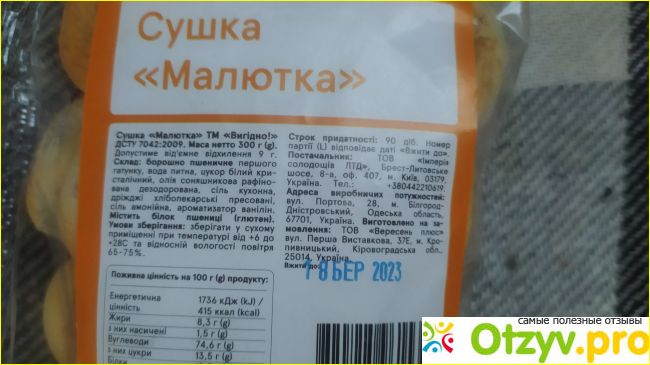 Сушка
«Малютка»
Сушка «Малютка» ТМ «Вигідно!»
ДСТУ 7042:2009. Маса нетто 300 г (g).
Допустиме від'ємне відхилення 9 г.
Склад: борошно пшеничне першого
гатунку, вода питна, цукор білий кри-
сталічний, олія соняшникова рафіно-
вана дезодорована, сіль кухонна,
дріжджі хлібопекарські пресовані,
сіль амонійна, ароматизатор ванілін.
Містить білок пшениці (глютен).
Умови зберігання: зберігати у сухому
приміщенні при температурі від +6 до
+28С та відносній вологості повітря
65-75%.
Строк придатності: 90 діб. Номер
партії (L) відповідає даті «Вжити до».
Постачальник: ТОВ «Імперія
солодощів ЛТД», Брест-Литовське
шосе, 8-а, оф. 407, м. Київ, 03179,
Україна. Тел.: +380442210619.
Адреса виробничих потужностей:
вул. Портова, 28, м. Білгород-
Дністровський, Одеська область,
67701, Україна. Виготовлено на за-
мовлення: ТОВ «Вересень плюс»
вул. Перша Виставкова, 37Е, м. Кро-
пивницький, Кіровоградська обл.,
25014, Україна.
Вжити до:
1 8 БЕР 2023
Поживна цінність на 100 г (g) продукту:
Енергетична 1736 кДж (kJ) /
цінність 415 ккал (kcal)
Жири 8,3 г (g)
з них насичені 1,5 г (g)
Вуглеводи 74,6 г (g)
з них цукри 13,5 г (g)
Білки
самые полезные отзывы
Otzyv.pro